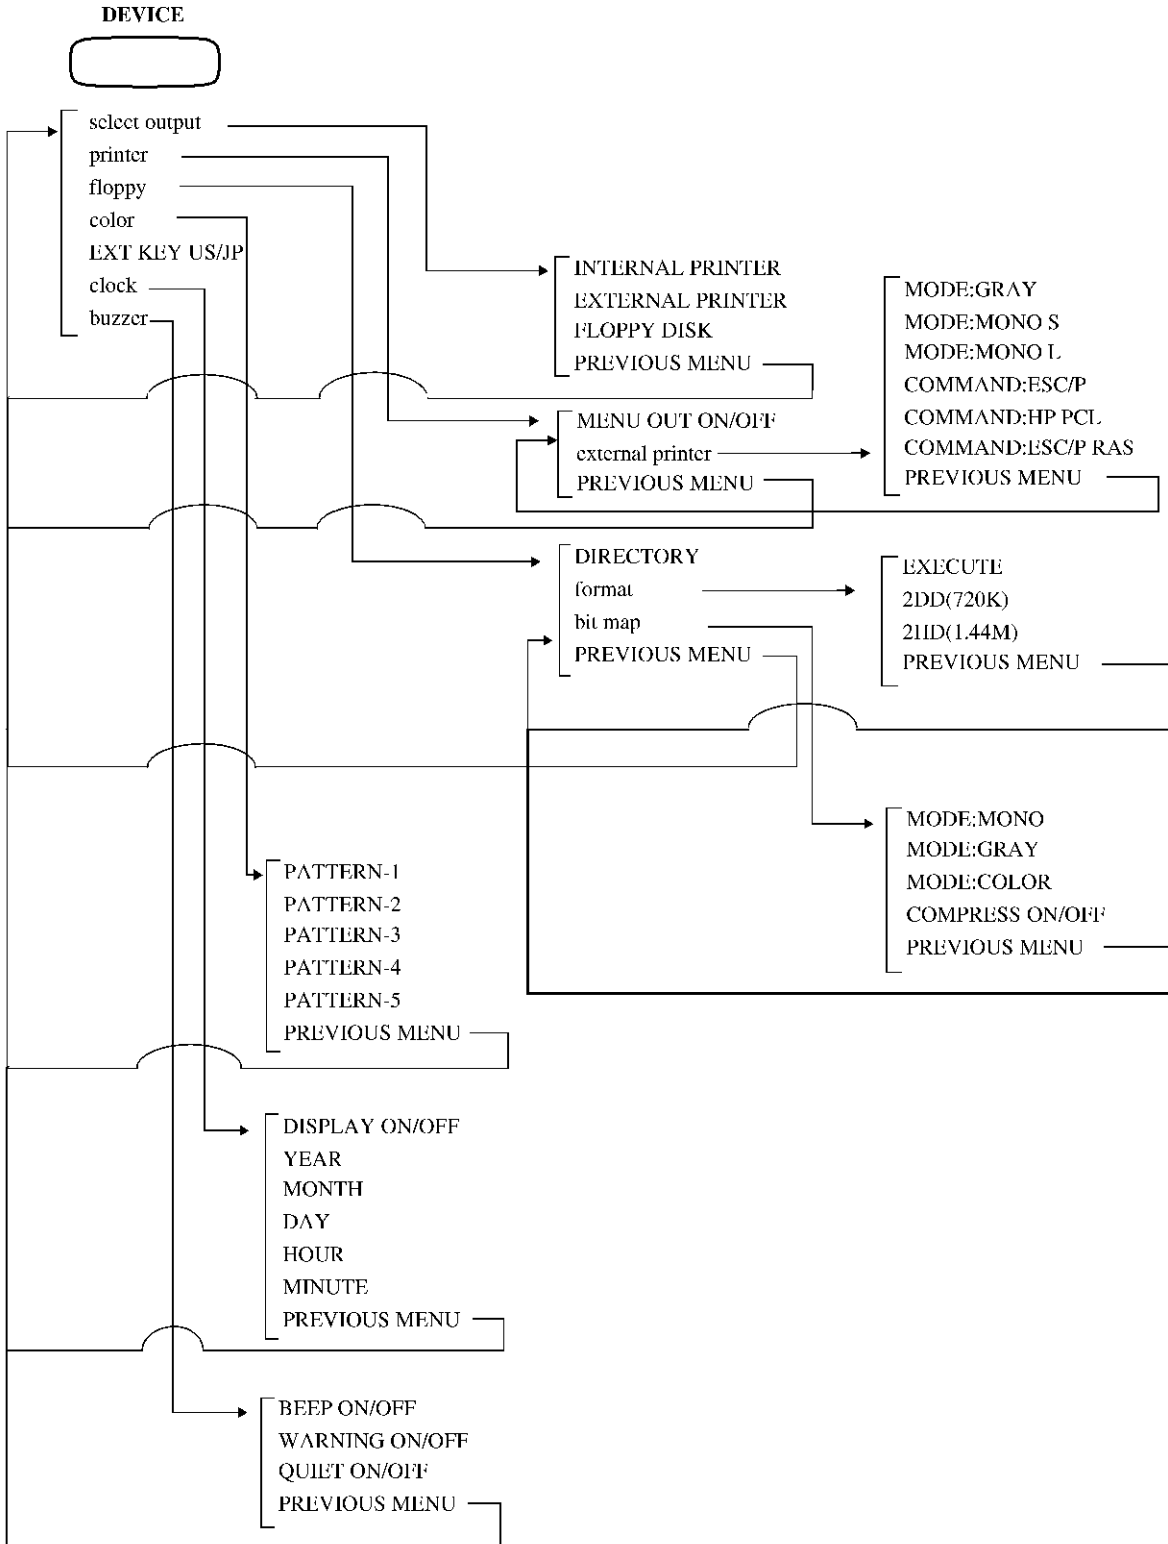 DEVICE
select output
printer
floppy
color
EXT KEY US/JP
clock
buzzer
INTERNAL PRINTER
EXTERNAL PRINTER
FLOPPY DISK
PREVIOUS MENU
MODE:GRAY
MODE:MONO S
MODE:MONO L
COMMAND:ESC/P
COMMAND:HP PCL
COMMAND:ESC/P RAS
PREVIOUS MENU
MENU OUT ON/OFF
external printer
PREVIOUS MENU
DIRECTORY
format
bit map
PREVIOUS MENU
EXECUTE
2DD(720K)
2HD(1.44M)
PREVIOUS MENU
MODE:MONO
MODE:GRAY
MODE:COLOR
COMPRESS ON/OFF
PREVIOUS MENU
PATTERN-1
PATTERN-2
PATTERN-3
PATTERN-4
PATTERN-5
PREVIOUS MENU
DISPLAY ON/OFF
YEAR
MONTH
DAY
HOUR
MINUTE
PREVIOUS MENU
BEEP ON/OFF
WARNING ON/OFF
QUIET ON/OFF
PREVIOUS MENU